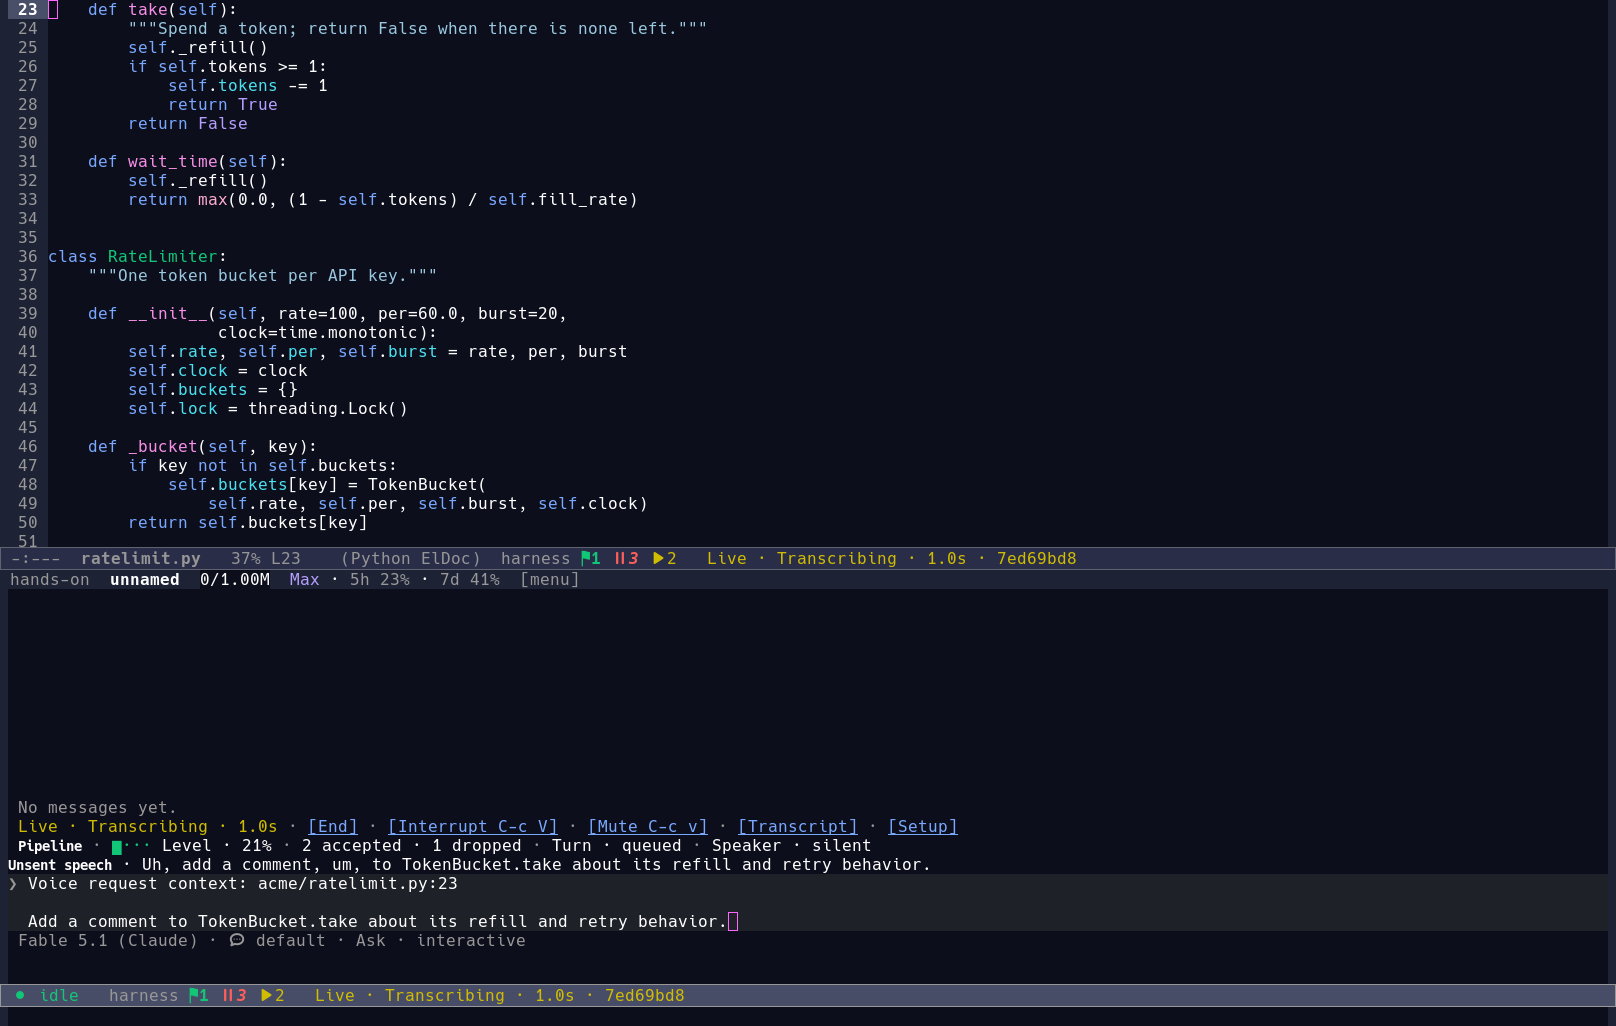 23     def take(self):
24         """Spend a token; return False when there is none left."""
25         self._refill()
26         if self.tokens >= 1:
27             self.tokens -= 1
28             return True
29         return False
30
31     def wait_time(self):
32         self._refill()
33         return max(0.0, (1 - self.tokens) / self.fill_rate)
34
35
36 class RateLimiter:
37     """One token bucket per API key."""
38
39     def __init__(self, rate=100, per=60.0, burst=20,
40                  clock=time.monotonic):
41         self.rate, self.per, self.burst = rate, per, burst
42         self.clock = clock
43         self.buckets = {}
44         self.lock = threading.Lock()
45
46     def _bucket(self, key):
47         if key not in self.buckets:
48             self.buckets[key] = TokenBucket(
49                 self.rate, self.per, self.burst, self.clock)
50         return self.buckets[key]
51
-:---  ratelimit.py   37% L23    (Python ElDoc)  harness 1 3 2   Live · Transcribing · 1.0s · 7ed69bd8
hands-on  unnamed  0/1.00M  Max · 5h 23% · 7d 41%  [menu]
No messages yet.
Live · Transcribing · 1.0s · [End] · [Interrupt C-c V] · [Mute C-c v] · [Transcript] · [Setup]
Pipeline · Level · 21% · 2 accepted · 1 dropped · Turn · queued · Speaker · silent
Unsent speech · Uh, add a comment, um, to TokenBucket.take about its refill and retry behavior.
❯ Voice request context: acme/ratelimit.py:23
Add a comment to TokenBucket.take about its refill and retry behavior.
Fable 5.1 (Claude) · default · Ask · interactive
● idle   harness 1 3 2   Live · Transcribing · 1.0s · 7ed69bd8